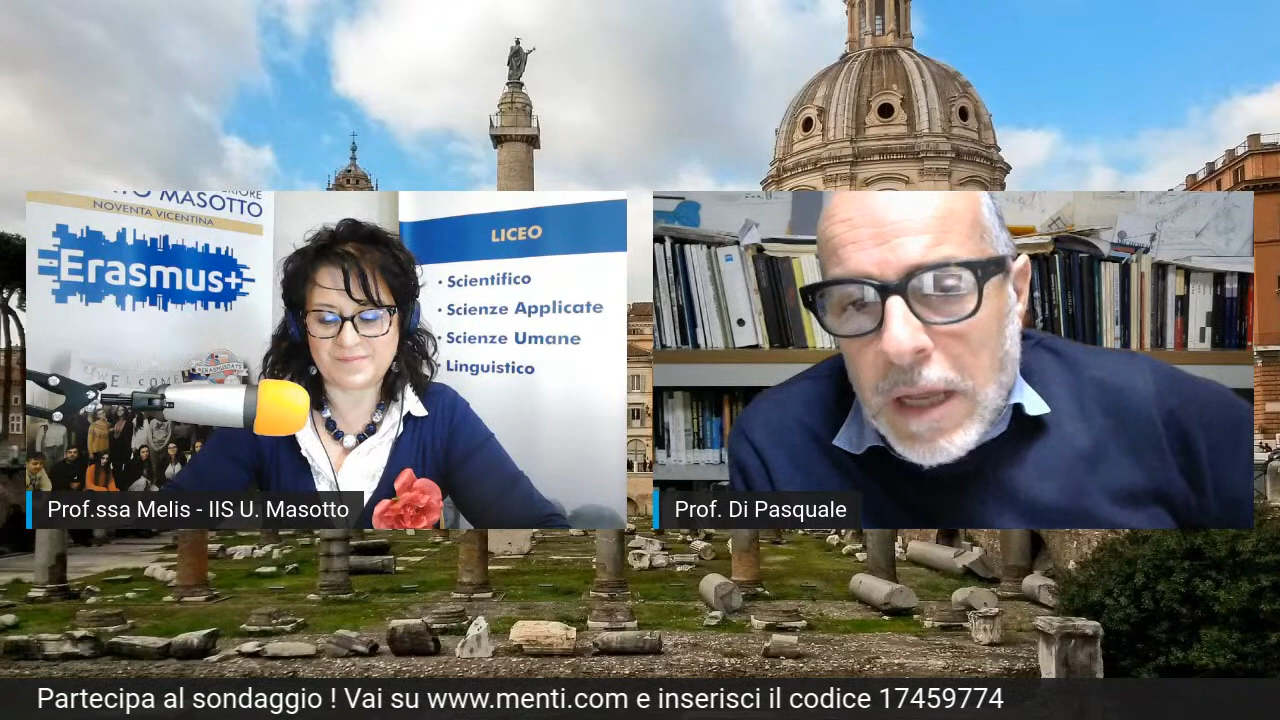 MASOTTO
NOVENTA VICENTINA
Erasmus+
WELCOME
LICEO
· Scientifico
· Scienze Applicate
· Scienze Umane
· Linguistico
Prof.ssa Melis - IIS U. Masotto
Prof. Di Pasquale
Partecipa al sondaggio ! Vai su www.menti.com e inserisci il codice 17459774